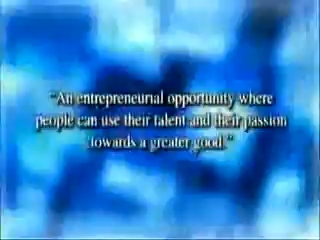 "An entrepreneurial opportunity where
people can use their talent and their passion
towards a greater good."